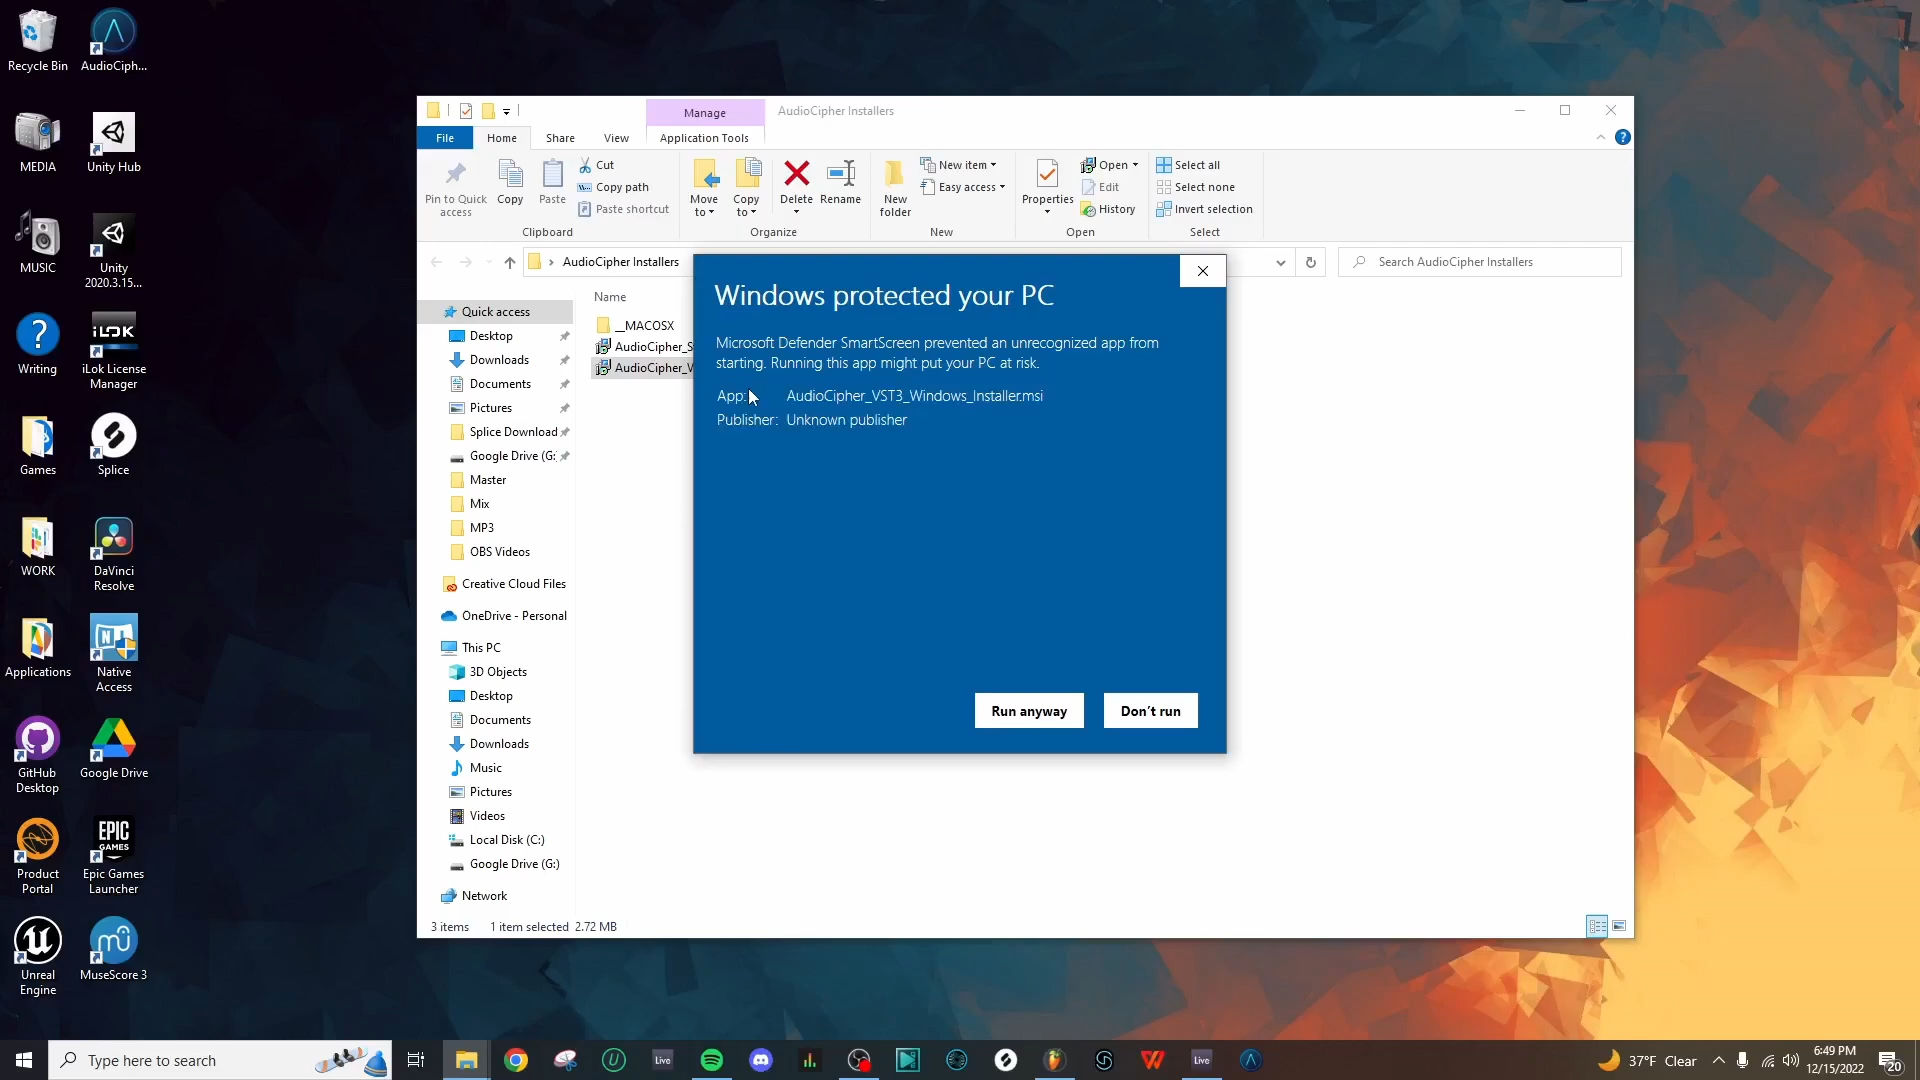 Recycle Bin
AudioCiph...
MEDIA
Unity Hub
MUSIC
Unity
2020.3.15...
Writing
iLOK
iLok License
Manager
Games
Splice
WORK
DaVinci
Resolve
Applications
Native
Access
GitHub
Desktop
Google Drive
Product
Portal
EPIC
GAMES
Epic Games
Launcher
Unreal
Engine
MuseScore 3
Manage
AudioCipher Installers
File
Home
Share
View
Application Tools
Pin to Quick
access
Copy
Paste
Cut
Copy path
Paste shortcut
Clipboard
Move
to
Copy
to
Delete
Rename
Organize
New
folder
New item
Easy access
New
Properties
Open
Edit
History
Open
Select all
Select none
Invert selection
Select
AudioCipher Installers
Search AudioCipher Installers
Quick access
Desktop
Downloads
Documents
Pictures
Splice Download
Google Drive (G:
Master
Mix
MP3
OBS Videos
Creative Cloud Files
OneDrive - Personal
This PC
3D Objects
Desktop
Documents
Downloads
Music
Pictures
Videos
Local Disk (C:)
Google Drive (G:)
Network
Name
__MACOSX
AudioCipher_S
AudioCipher_V
Windows protected your PC
Microsoft Defender SmartScreen prevented an unrecognized app from
starting. Running this app might put your PC at risk.
App: AudioCipher_VST3_Windows_Installer.msi
Publisher: Unknown publisher
Run anyway
Don't run
3 items 1 item selected 2.72 MB
Type here to search
Live
Live
37°F Clear
6:49 PM
12/15/2022
20